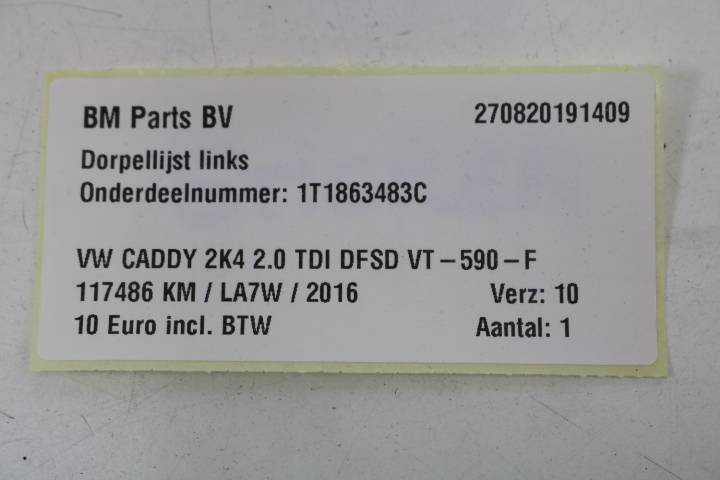 BM Parts BV 270820191409
Dorpellijst links
Onderdeelnummer: 1T1863483C
VW CADDY 2K4 2.0 TDI DFSD VT-590-F
117486 KM / LA7W / 2016 Verz: 10
10 Euro incl. BTW Aantal: 1